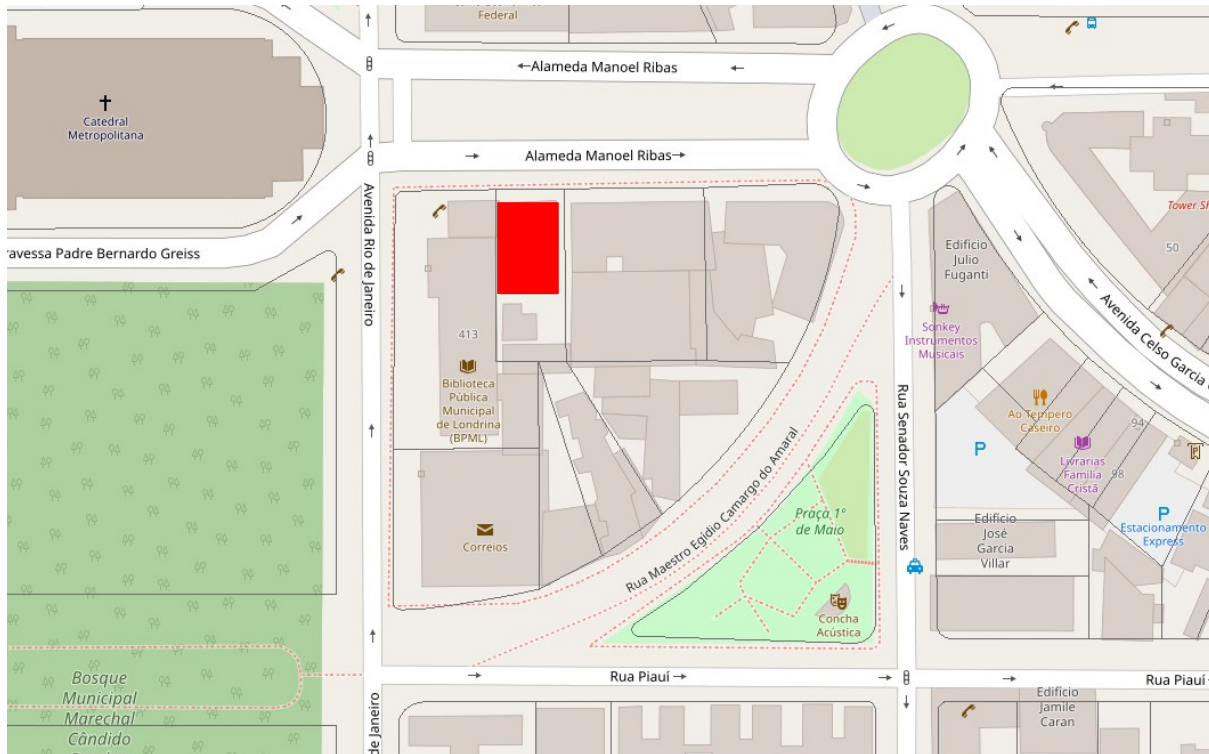 Federal
Alameda Manoel Ribas
Catedral
Metropolitana
Alameda Manoel Ribas
Avenida Rio de Janeiro
Tower
50
Edifício
Julio
Fuganti
Padre Bernardo Greiss
Avenida Celso Garcia
413
Sonkey
Instrumentos
Musicais
Biblioteca
Pública
Municipal
de Londrina
(BPML)
Ao Tempero
Caseiro
Rua Senador Souza Naves
94
P
Livrarias
Família
Cristã
98
Rua Maestro Egídio Camargo do Amaral
Praça 1º
de Maio
P
Estacionamento
Express
Edifício
José
Garcia
Villar
Correios
Concha
Acústica
Rua Piauí
Rua Piauí
Bosque
Municipal
Marechal
Cândido
de Janeiro
Edifício
Jamile
Caran